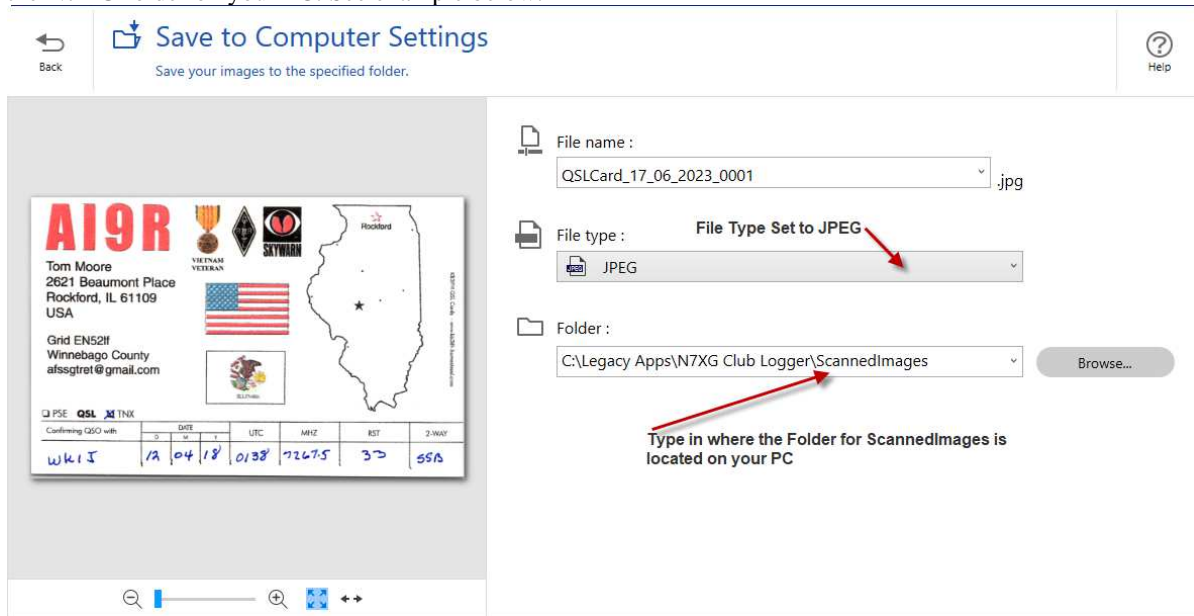 Back
Save to Computer Settings
Save your images to the specified folder.
Help
AI9R
VIETNAM
VETERAN
SKYWARN
Rockford
Tom Moore
2621 Beaumont Place
Rockford, IL 61109
USA
Grid EN52lf
Winnebago County
afssgtret@gmail.com
ILLINOIS
PSE QSL TNX
Confirming QSO with DATE UTC MHZ RST 2-WAY
D M Y
12 04 18 0138 7267.5 SSB
File name :
QSLCard_17_06_2023_0001 .jpg
File type : File Type Set to JPEG
JPEG
Folder :
C:\Legacy Apps\N7XG Club Logger\ScannedImages Browse...
Type in where the Folder for ScannedImages is
located on your PC